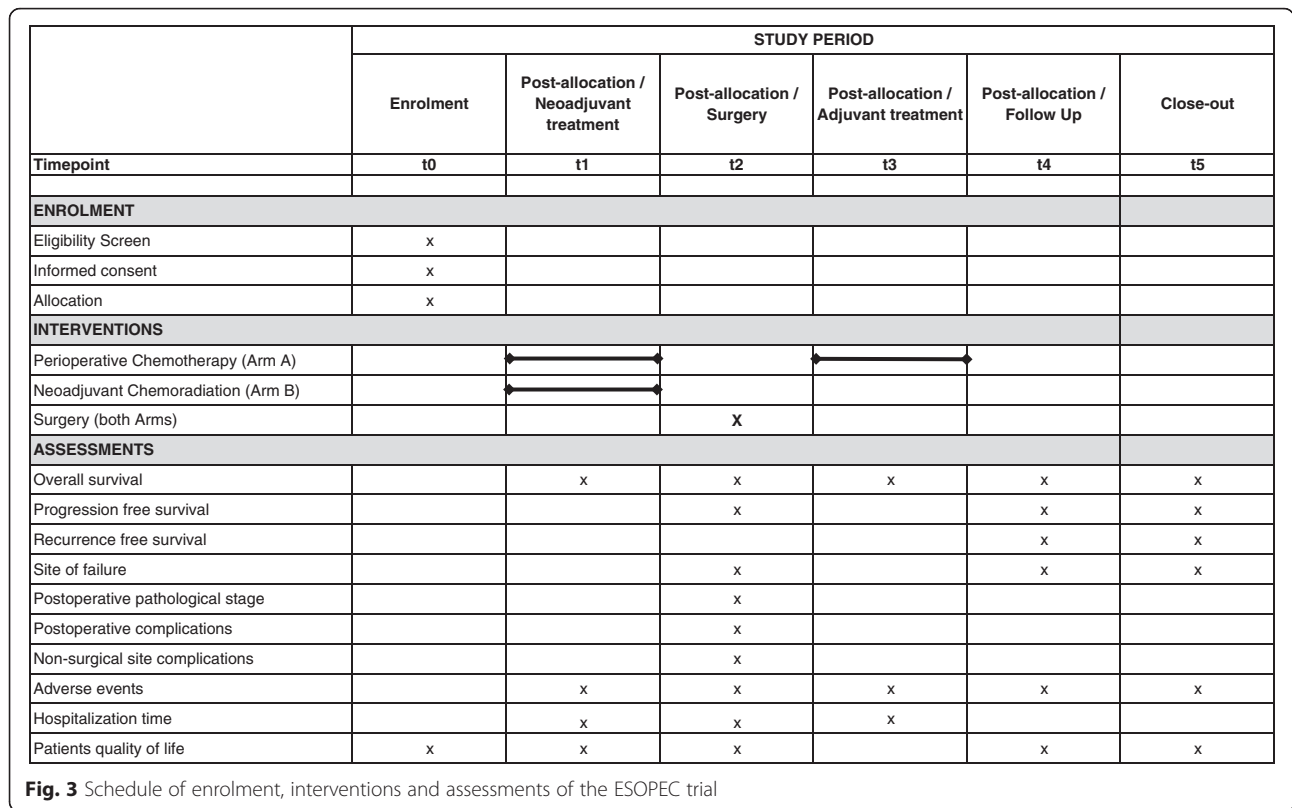 STUDY PERIOD
Enrolment
Post-allocation / Neoadjuvant treatment
Post-allocation / Surgery
Post-allocation / Adjuvant treatment
Post-allocation / Follow Up
Close-out
Timepoint t0 t1 t2 t3 t4 t5
ENROLMENT
Eligibility Screen x
Informed consent x
Allocation x
INTERVENTIONS
Perioperative Chemotherapy (Arm A)
Neoadjuvant Chemoradiation (Arm B)
Surgery (both Arms) X
ASSESSMENTS
Overall survival x x x x x
Progression free survival x x x
Recurrence free survival x x
Site of failure x x x
Postoperative pathological stage x
Postoperative complications x
Non-surgical site complications x
Adverse events x x x x x
Hospitalization time x x x
Patients quality of life x x x x x
Fig. 3 Schedule of enrolment, interventions and assessments of the ESOPEC trial